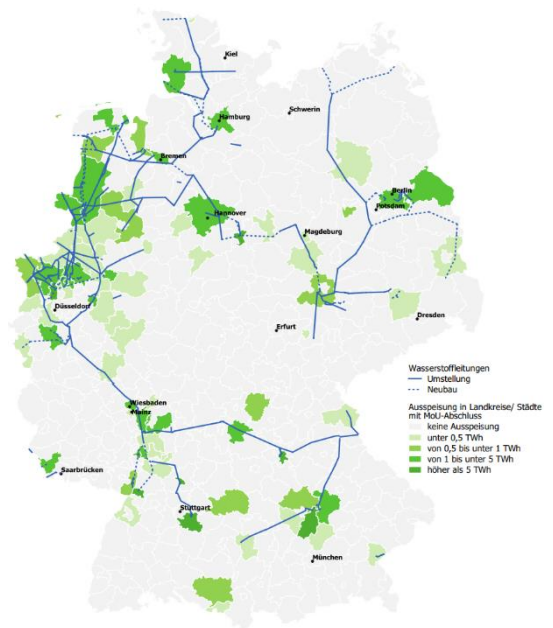 Kiel
Schwerin
Hamburg
Bremen
Berlin
Potsdam
Hannover
Magdeburg
Düsseldorf
Erfurt
Dresden
Wasserstoffleitungen
Umstellung
Neubau
Ausspeisung in Landkreise/ Städte
mit MoU-Abschluss
keine Ausspeisung
unter 0,5 TWh
von 0,5 bis unter 1 TWh
von 1 bis unter 5 TWh
höher als 5 TWh
Wiesbaden
Mainz
Saarbrücken
Stuttgart
München